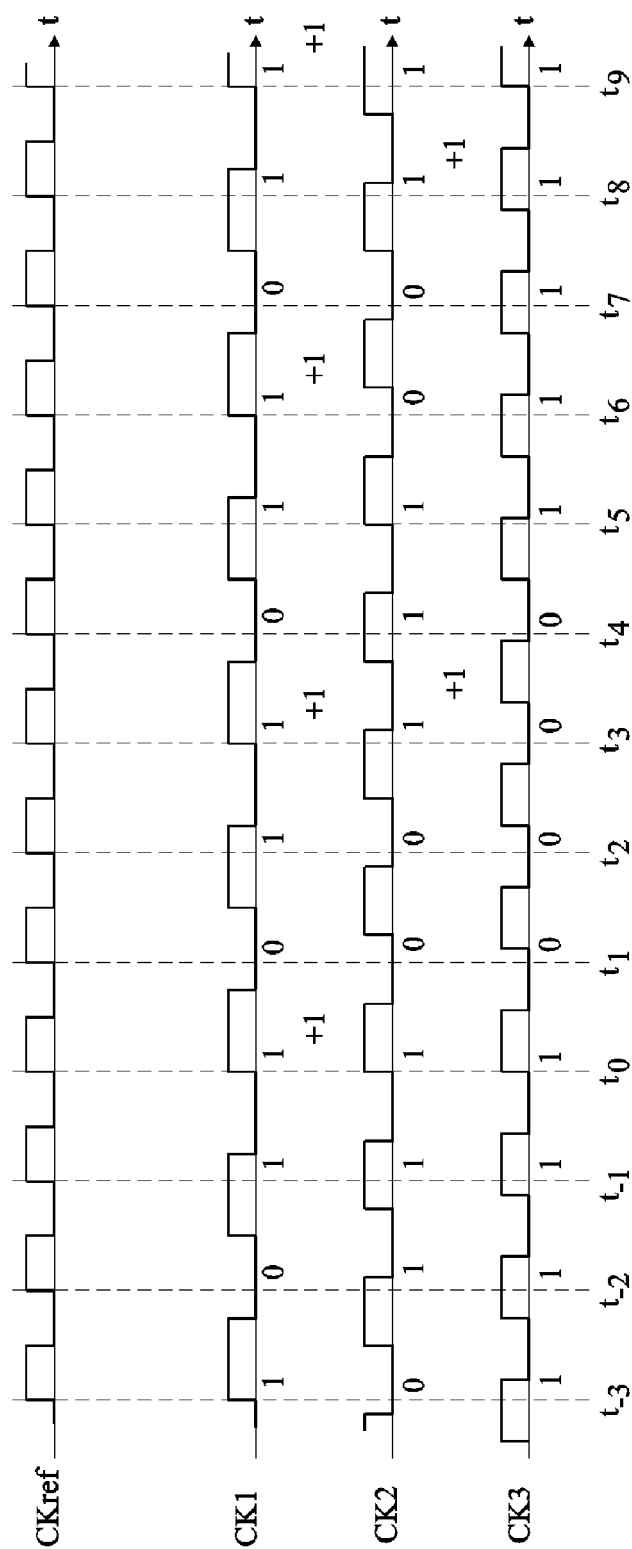 CKref t
CK1 t
1 0 1 1 0 1 1 0 1 1 0 1 1
+1 +1 +1 +1
CK2 t
0 1 1 1 0 0 1 1 1 0 0 1 1
+1 +1
CK3 t
1 1 1 1 0 0 0 0 1 1 1 1 1
t-3 t-2 t-1 t0 t1 t2 t3 t4 t5 t6 t7 t8 t9